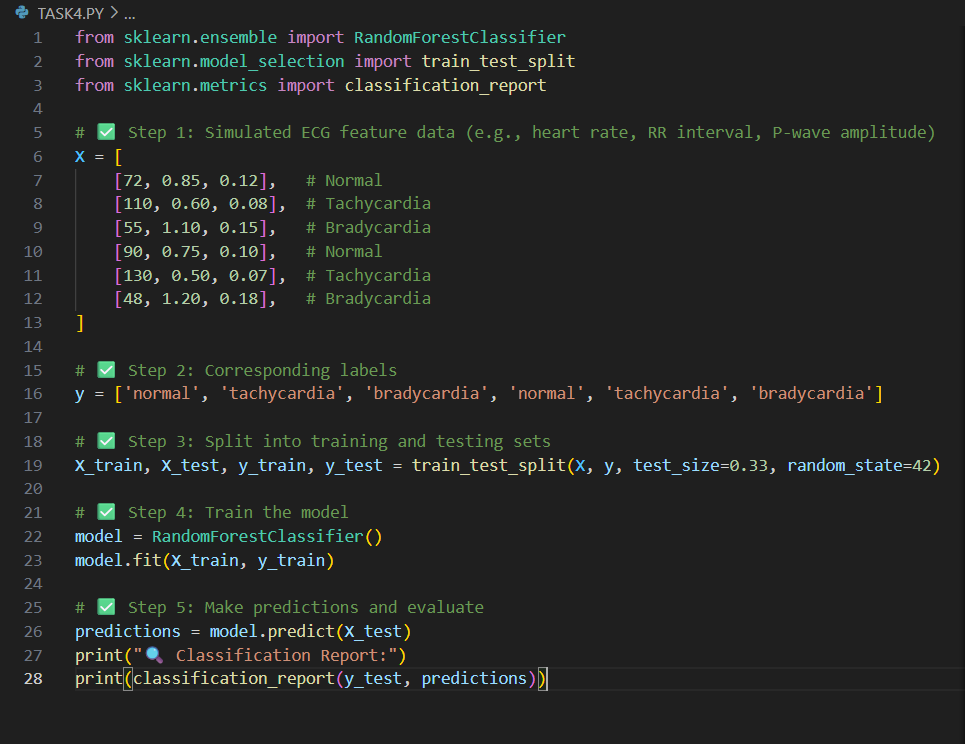 TASK4.PY > ...
1 from sklearn.ensemble import RandomForestClassifier
2 from sklearn.model_selection import train_test_split
3 from sklearn.metrics import classification_report
4
5 # ✅ Step 1: Simulated ECG feature data (e.g., heart rate, RR interval, P-wave amplitude)
6 X = [
7     [72, 0.85, 0.12],   # Normal
8     [110, 0.60, 0.08],  # Tachycardia
9     [55, 1.10, 0.15],   # Bradycardia
10     [90, 0.75, 0.10],   # Normal
11     [130, 0.50, 0.07],  # Tachycardia
12     [48, 1.20, 0.18],   # Bradycardia
13 ]
14
15 # ✅ Step 2: Corresponding labels
16 y = ['normal', 'tachycardia', 'bradycardia', 'normal', 'tachycardia', 'bradycardia']
17
18 # ✅ Step 3: Split into training and testing sets
19 X_train, X_test, y_train, y_test = train_test_split(X, y, test_size=0.33, random_state=42)
20
21 # ✅ Step 4: Train the model
22 model = RandomForestClassifier()
23 model.fit(X_train, y_train)
24
25 # ✅ Step 5: Make predictions and evaluate
26 predictions = model.predict(X_test)
27 print("🔍 Classification Report:")
28 print(classification_report(y_test, predictions))